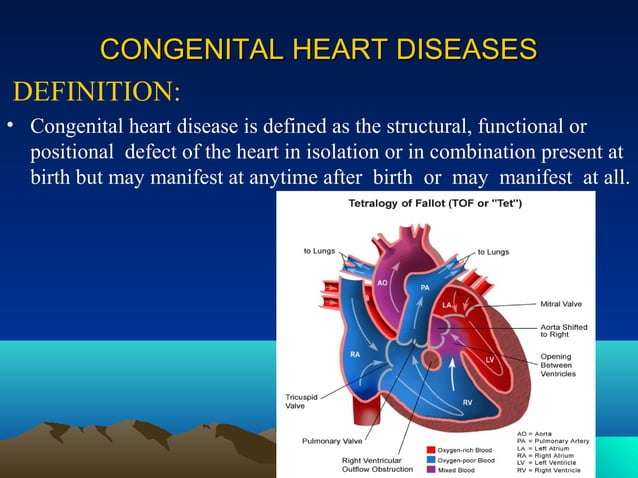 CONGENITAL HEART DISEASES
DEFINITION:
• Congenital heart disease is defined as the structural, functional or
positional defect of the heart in isolation or in combination present at
birth but may manifest at anytime after birth or may manifest at all.
Tetralogy of Fallot (TOF or "Tet")
to Lungs
to Lungs
AO
PA
LA
Mitral Valve
Aorta Shifted
to Right
RA
LV
Opening
Between
Ventricles
Tricuspid
Valve
RV
Pulmonary Valve
Right Ventricular
Outflow Obstruction
Oxygen-rich Blood
Oxygen-poor Blood
Mixed Blood
AO = Aorta
PA = Pulmonary Artery
LA = Left Atrium
RA = Right Atrium
LV = Left Ventricle
RV = Right Ventricle